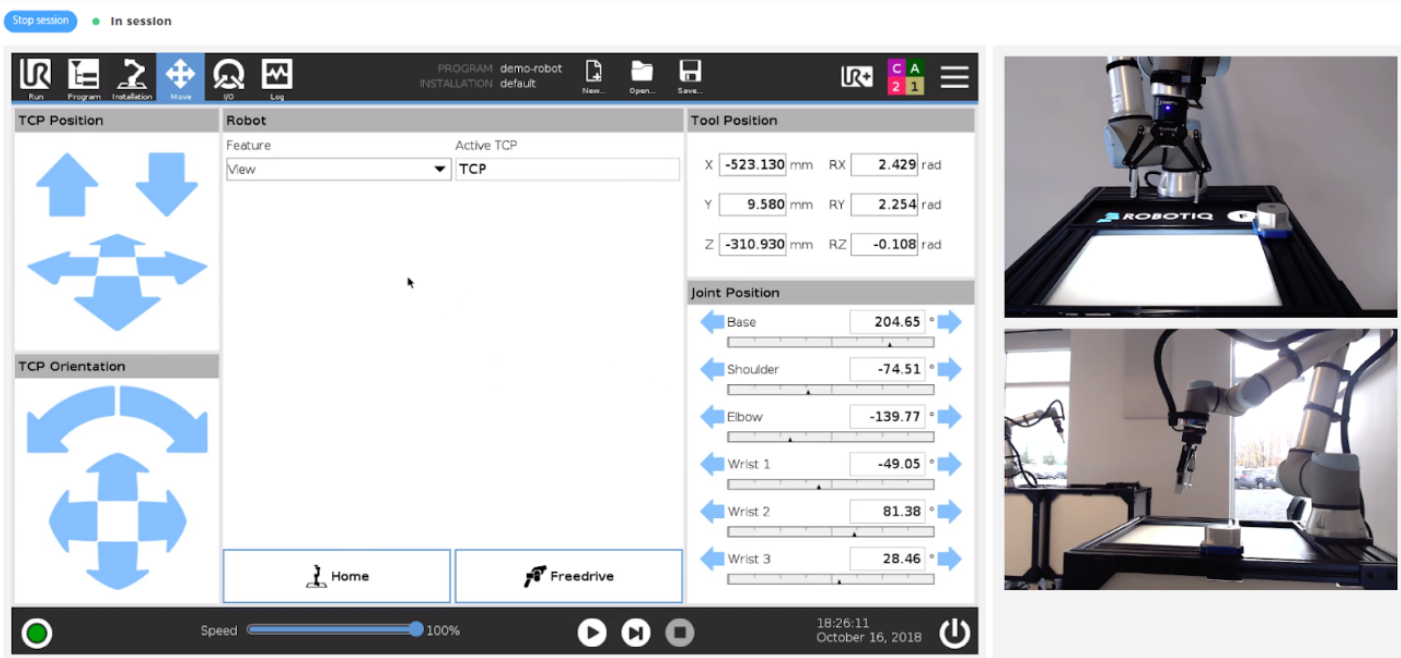 Stop session In session
Run Program Installation Move I/O Log PROGRAM demo-robot INSTALLATION default New... Open... Save... UR+ C A 2 1
TCP Position
Robot
Feature Active TCP
View TCP
Tool Position
X -523.130 mm RX 2.429 rad
Y 9.580 mm RY 2.254 rad
Z -310.930 mm RZ -0.108 rad
Joint Position
Base 204.65 °
Shoulder -74.51 °
Elbow -139.77 °
Wrist 1 -49.05 °
Wrist 2 81.38 °
Wrist 3 28.46 °
TCP Orientation
Home Freedrive
Speed 100%
18:26:11
October 16, 2018
ROBOTIQ